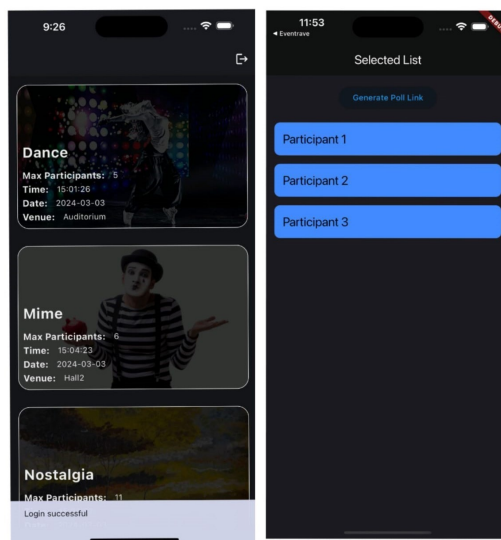 9:26
Dance
Max Participants: 5
Time: 15:01:26
Date: 2024-03-03
Venue: Auditorium
Mime
Max Participants: 6
Time: 15:04:23
Date: 2024-03-03
Venue: Hall2
Nostalgia
Max Participants: 11
Login successful
11:53
◀ Eventrave
DEBUG
Selected List
Generate Poll Link
Participant 1
Participant 2
Participant 3